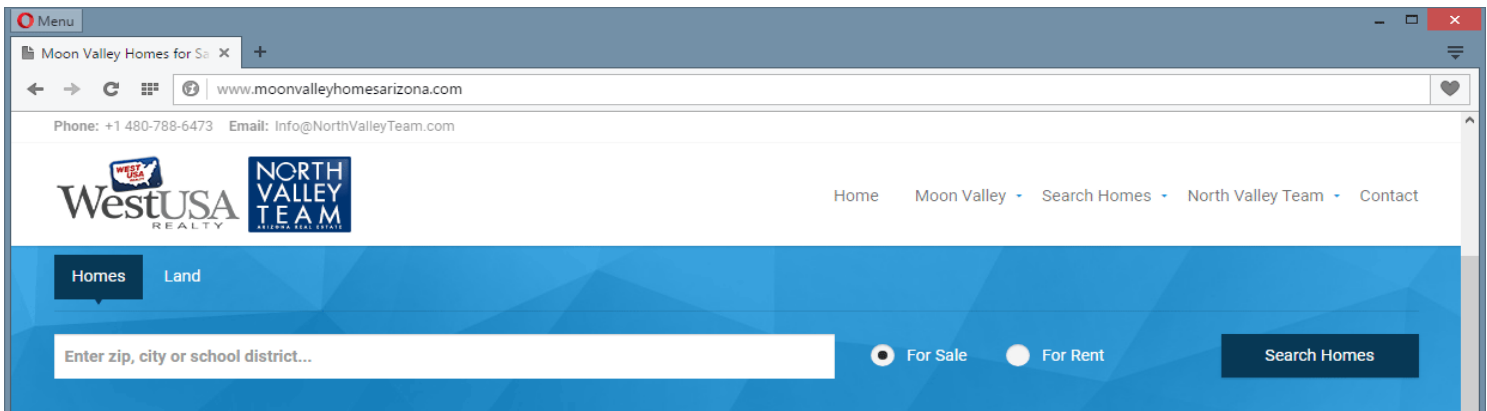 Menu
Moon Valley Homes for Sa
www.moonvalleyhomesarizona.com
Phone: +1 480-788-6473 Email: Info@NorthValleyTeam.com
WEST USA
WestUSA
REALTY
NORTH
VALLEY
TEAM
ARIZONA REAL ESTATE
Home Moon Valley Search Homes North Valley Team Contact
Homes Land
Enter zip, city or school district... For Sale For Rent Search Homes